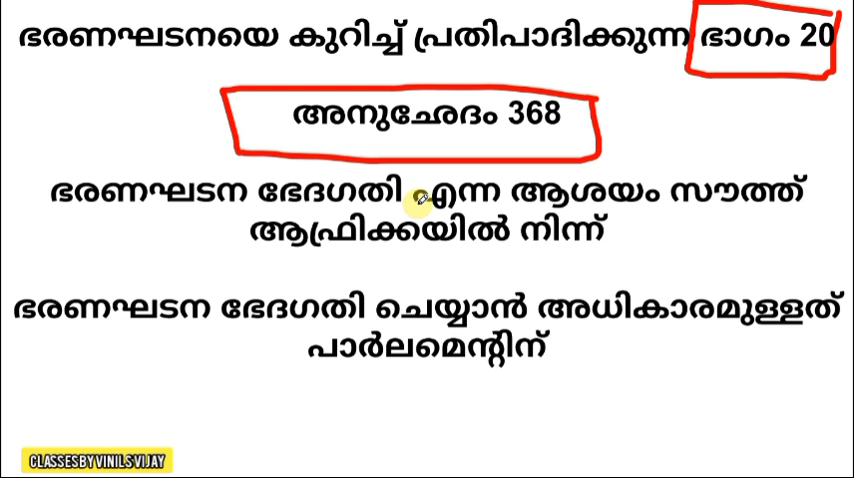 ഭരണഘടനയെ കുറിച്ച് പ്രതിപാദിക്കുന്ന ഭാഗം 20
അനുഛേദം 368
ഭരണഘടന ഭേദഗതി എന്ന ആശയം സൗത്ത്
ആഫ്രിക്കയിൽ നിന്ന്
ഭരണഘടന ഭേദഗതി ചെയ്യാൻ അധികാരമുള്ളത്
പാർലമെന്റിന്
CLASSESBYVINILSVIJAY